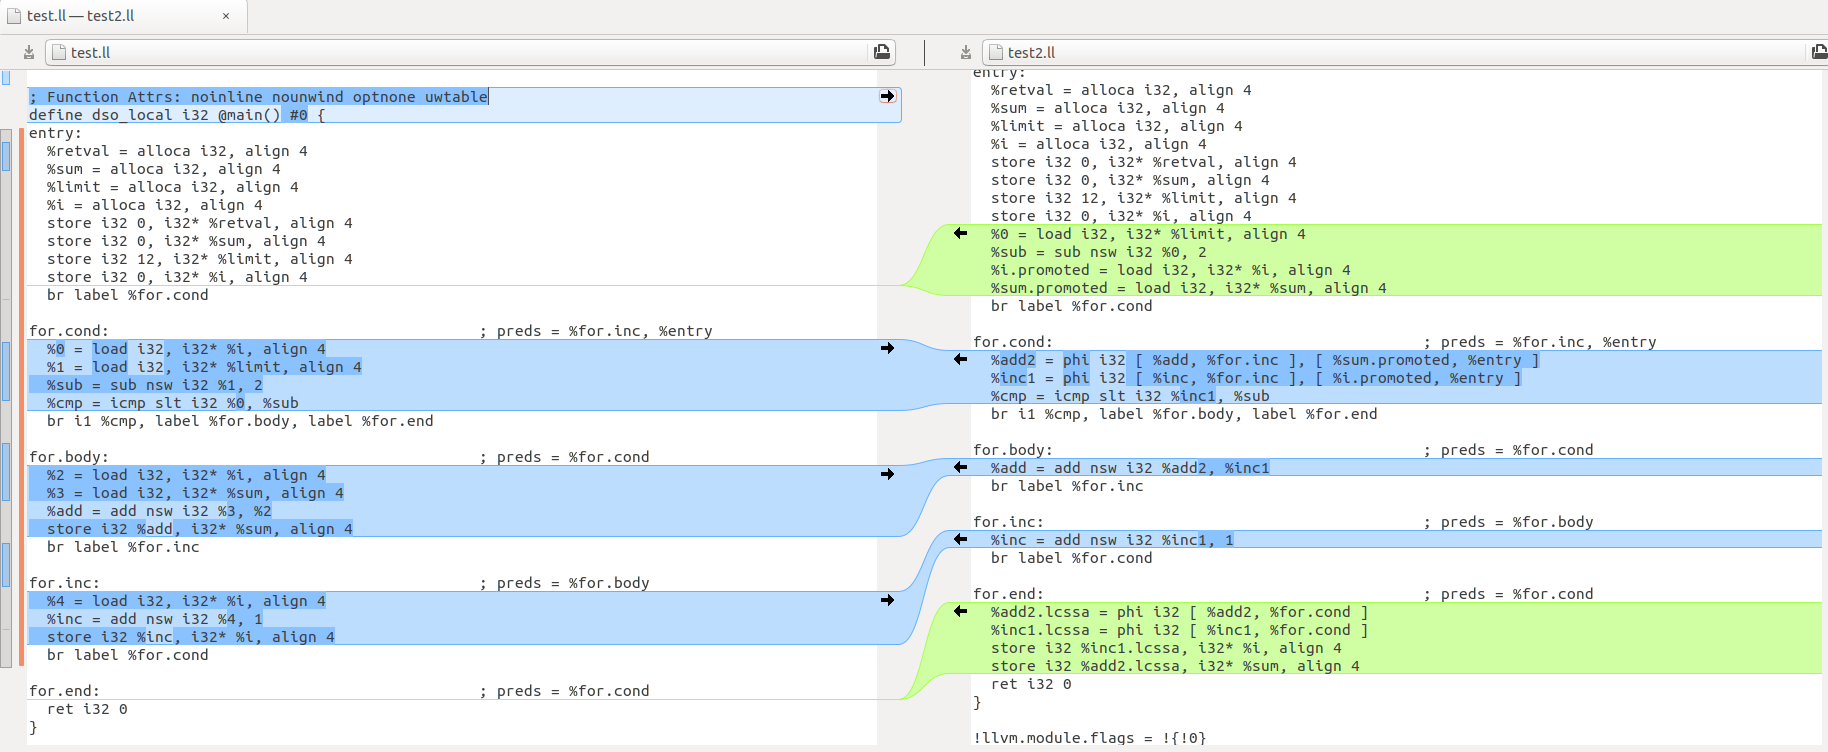 test.ll — test2.ll ×
test.ll
; Function Attrs: noinline nounwind optnone uwtable
define dso_local i32 @main() #0 {
entry:
  %retval = alloca i32, align 4
  %sum = alloca i32, align 4
  %limit = alloca i32, align 4
  %i = alloca i32, align 4
  store i32 0, i32* %retval, align 4
  store i32 0, i32* %sum, align 4
  store i32 12, i32* %limit, align 4
  store i32 0, i32* %i, align 4
  br label %for.cond
for.cond:                                         ; preds = %for.inc, %entry
  %0 = load i32, i32* %i, align 4
  %1 = load i32, i32* %limit, align 4
  %sub = sub nsw i32 %1, 2
  %cmp = icmp slt i32 %0, %sub
  br i1 %cmp, label %for.body, label %for.end
for.body:                                         ; preds = %for.cond
  %2 = load i32, i32* %i, align 4
  %3 = load i32, i32* %sum, align 4
  %add = add nsw i32 %3, %2
  store i32 %add, i32* %sum, align 4
  br label %for.inc
for.inc:                                          ; preds = %for.body
  %4 = load i32, i32* %i, align 4
  %inc = add nsw i32 %4, 1
  store i32 %inc, i32* %i, align 4
  br label %for.cond
for.end:                                          ; preds = %for.cond
  ret i32 0
}
test2.ll
entry:
  %retval = alloca i32, align 4
  %sum = alloca i32, align 4
  %limit = alloca i32, align 4
  %i = alloca i32, align 4
  store i32 0, i32* %retval, align 4
  store i32 0, i32* %sum, align 4
  store i32 12, i32* %limit, align 4
  store i32 0, i32* %i, align 4
  %0 = load i32, i32* %limit, align 4
  %sub = sub nsw i32 %0, 2
  %i.promoted = load i32, i32* %i, align 4
  %sum.promoted = load i32, i32* %sum, align 4
  br label %for.cond
for.cond:                                         ; preds = %for.inc, %entry
  %add2 = phi i32 [ %add, %for.inc ], [ %sum.promoted, %entry ]
  %inc1 = phi i32 [ %inc, %for.inc ], [ %i.promoted, %entry ]
  %cmp = icmp slt i32 %inc1, %sub
  br i1 %cmp, label %for.body, label %for.end
for.body:                                         ; preds = %for.cond
  %add = add nsw i32 %add2, %inc1
  br label %for.inc
for.inc:                                          ; preds = %for.body
  %inc = add nsw i32 %inc1, 1
  br label %for.cond
for.end:                                          ; preds = %for.cond
  %add2.lcssa = phi i32 [ %add2, %for.cond ]
  %inc1.lcssa = phi i32 [ %inc1, %for.cond ]
  store i32 %inc1.lcssa, i32* %i, align 4
  store i32 %add2.lcssa, i32* %sum, align 4
  ret i32 0
}
!llvm.module.flags = !{!0}